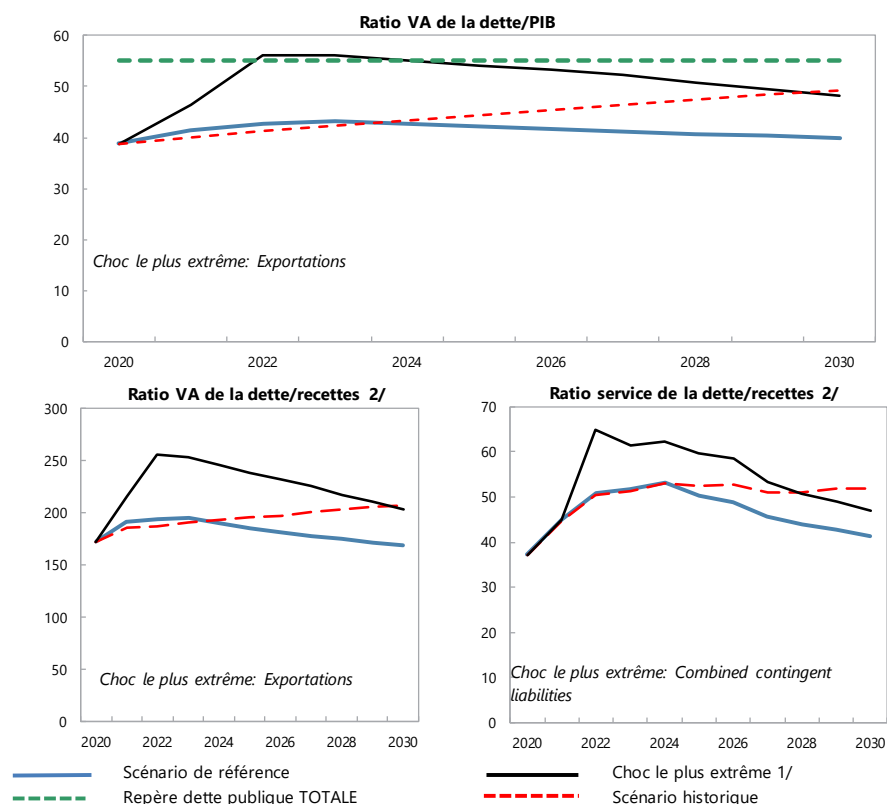 Ratio VA de la dette/PIB
60
50
40
30
20
10
0
Choc le plus extrême: Exportations
2020 2022 2024 2026 2028 2030
Ratio VA de la dette/recettes 2/
300
250
200
150
100
50
0
Choc le plus extrême: Exportations
2020 2022 2024 2026 2028 2030
Ratio service de la dette/recettes 2/
70
60
50
40
30
20
10
0
Choc le plus extrême: Combined contingent
liabilities
2020 2022 2024 2026 2028 2030
Scénario de référence
Choc le plus extrême 1/
Repère dette publique TOTALE
Scénario historique